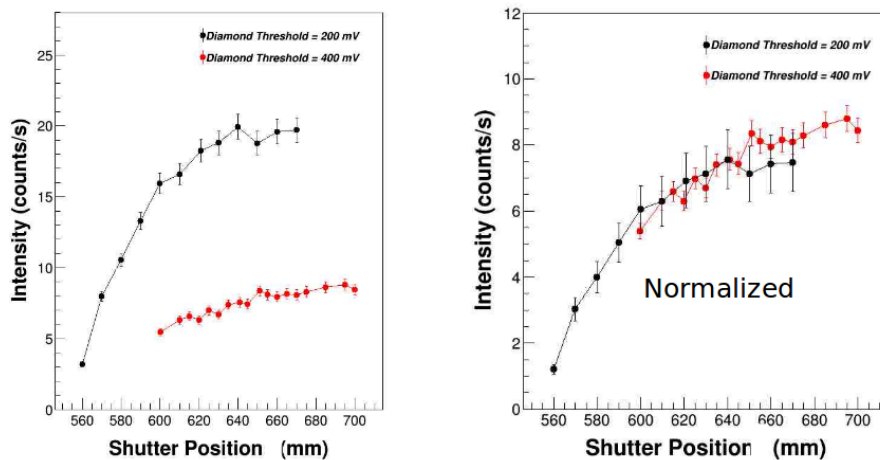 Diamond Threshold = 200 mV
Diamond Threshold = 400 mV
Intensity (counts/s)
25
20
15
10
5
0
560 580 600 620 640 660 680 700
Shutter Position (mm)
Diamond Threshold = 200 mV
Diamond Threshold = 400 mV
Intensity (counts/s)
12
10
8
6
4
2
0
Normalized
560 580 600 620 640 660 680 700
Shutter Position (mm)